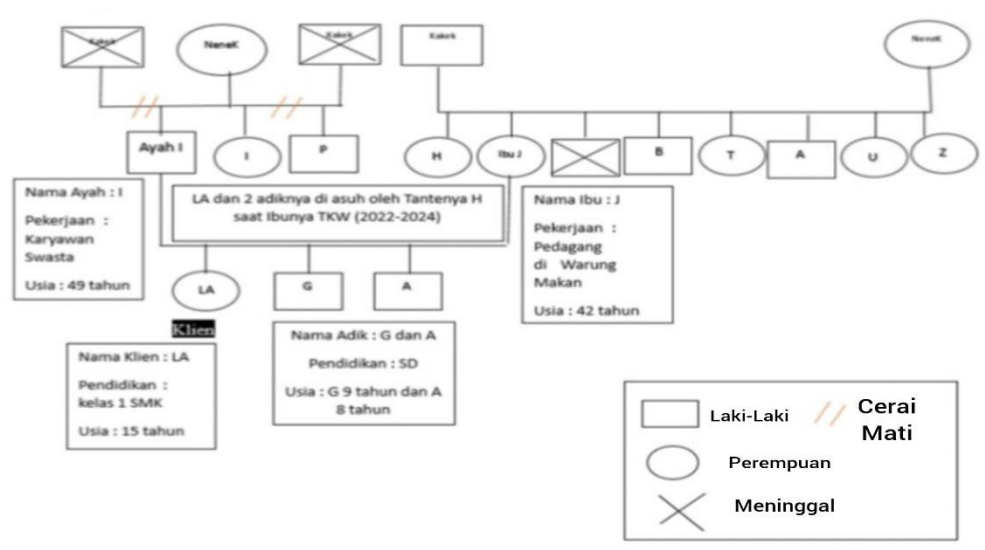 Kakek
NeneK
Kakek
Kakek
NeneK
Ayah I
I
P
H
Ibu J
B
T
A
U
Z
Nama Ayah : I
Pekerjaan :
Karyawan
Swasta
Usia : 49 tahun
LA dan 2 adiknya di asuh oleh Tantenya H
saat Ibunya TKW (2022-2024)
Nama Ibu : J
Pekerjaan :
Pedagang
di Warung
Makan
Usia : 42 tahun
LA
G
A
Klien
Nama Klien : LA
Pendidikan :
kelas 1 SMK
Usia : 15 tahun
Nama Adik : G dan A
Pendidikan : SD
Usia : G 9 tahun dan A
8 tahun
Laki-Laki
Cerai
Mati
Perempuan
Meninggal